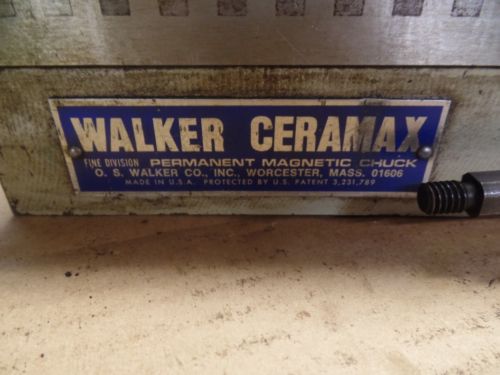 WALKER CERAMAX
FINE DIVISION PERMANENT MAGNETIC CHUCK
O. S. WALKER CO., INC., WORCESTER, MASS. 01606
MADE IN U.S.A. PROTECTED BY U.S. PATENT 3,231,789